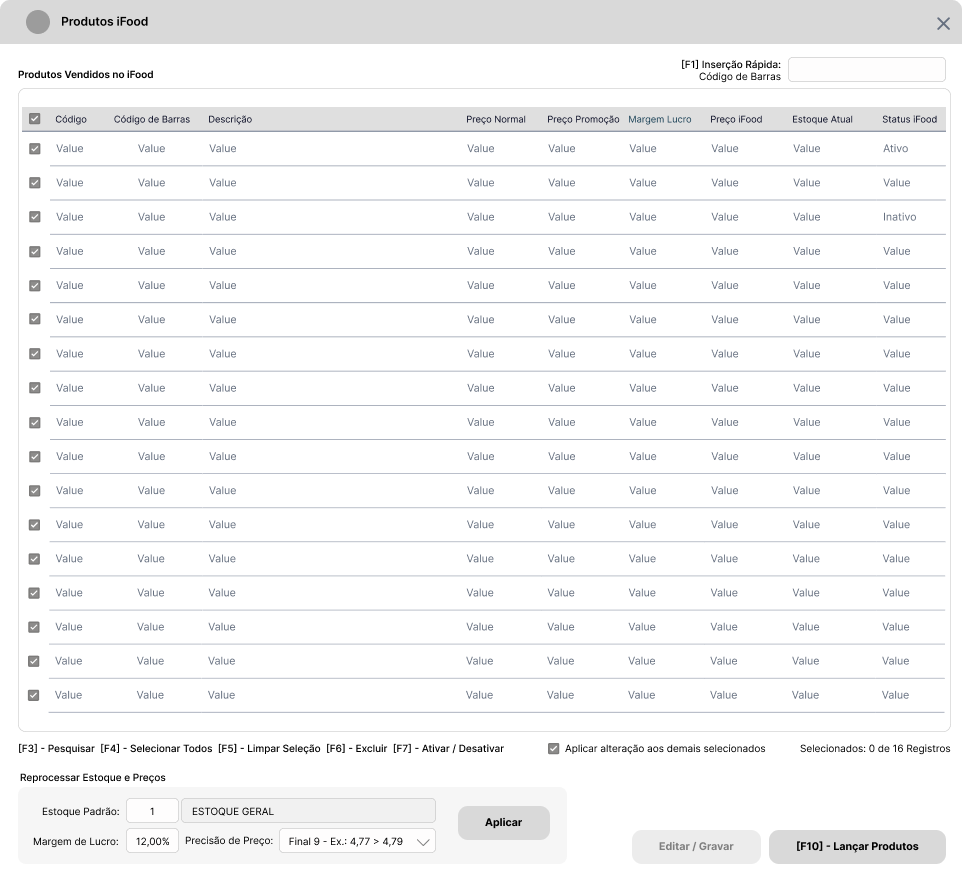 Produtos iFood
[F1] Inserção Rápida:
Código de Barras
Produtos Vendidos no iFood
Código Código de Barras Descrição Preço Normal Preço Promoção Margem Lucro Preço iFood Estoque Atual Status iFood
Value Value Value Value Value Value Value Value Ativo
Value Value Value Value Value Value Value Value Value
Value Value Value Value Value Value Value Value Inativo
Value Value Value Value Value Value Value Value Value
Value Value Value Value Value Value Value Value Value
Value Value Value Value Value Value Value Value Value
Value Value Value Value Value Value Value Value Value
Value Value Value Value Value Value Value Value Value
Value Value Value Value Value Value Value Value Value
Value Value Value Value Value Value Value Value Value
Value Value Value Value Value Value Value Value Value
Value Value Value Value Value Value Value Value Value
Value Value Value Value Value Value Value Value Value
Value Value Value Value Value Value Value Value Value
Value Value Value Value Value Value Value Value Value
Value Value Value Value Value Value Value Value Value
Value Value Value Value Value Value Value Value Value
[F3] - Pesquisar [F4] - Selecionar Todos [F5] - Limpar Seleção [F6] - Excluir [F7] - Ativar / Desativar Aplicar alteração aos demais selecionados Selecionados: 0 de 16 Registros
Reprocessar Estoque e Preços
Estoque Padrão: 1 ESTOQUE GERAL
Aplicar
Margem de Lucro: 12,00% Precisão de Preço: Final 9 - Ex.: 4,77 > 4,79
Editar / Gravar [F10] - Lançar Produtos